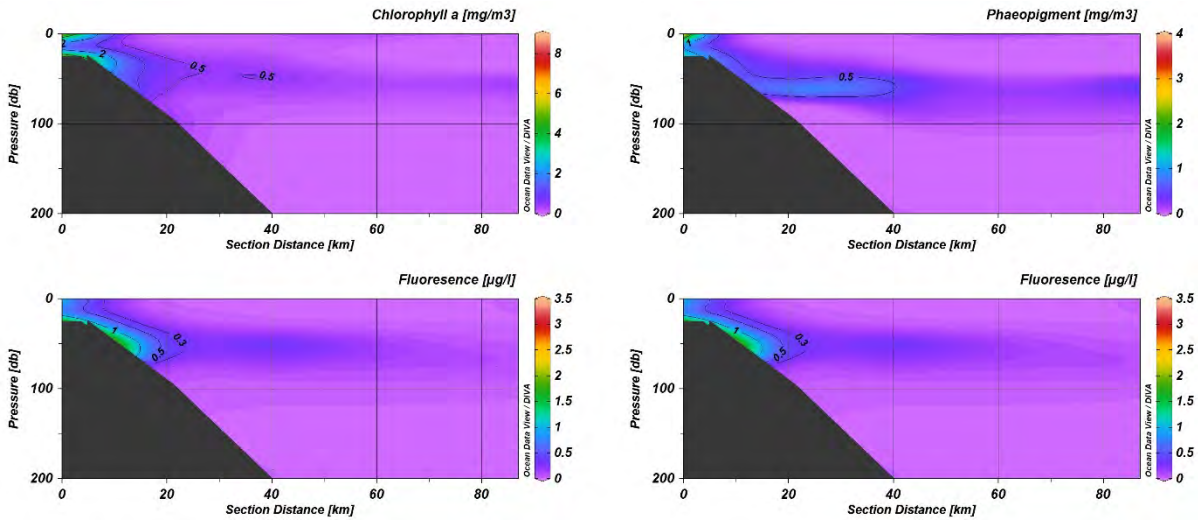 Chlorophyll a [mg/m3]
0
100
200
Pressure [db]
2
2
0.5
0.5
0 20 40 60 80
Section Distance [km]
8
6
4
2
0
Ocean Data View / DIVA
Phaeopigment [mg/m3]
0
100
200
Pressure [db]
1
0.5
0 20 40 60 80
Section Distance [km]
4
3
2
1
0
Ocean Data View / DIVA
Fluoresence [µg/l]
0
100
200
Pressure [db]
1
0.5
0.3
0 20 40 60 80
Section Distance [km]
3.5
3
2.5
2
1.5
1
0.5
0
Ocean Data View / DIVA
Fluoresence [µg/l]
0
100
200
Pressure [db]
1
0.5
0.3
0 20 40 60 80
Section Distance [km]
3.5
3
2.5
2
1.5
1
0.5
0
Ocean Data View / DIVA